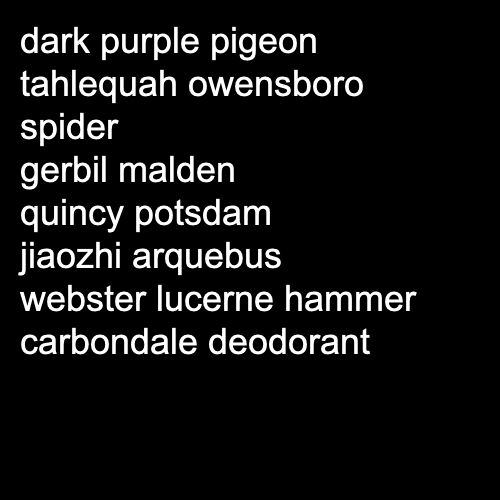 dark purple pigeon
tahlequah owensboro
spider
gerbil malden
quincy potsdam
jiaozhi arquebus
webster lucerne hammer
carbondale deodorant